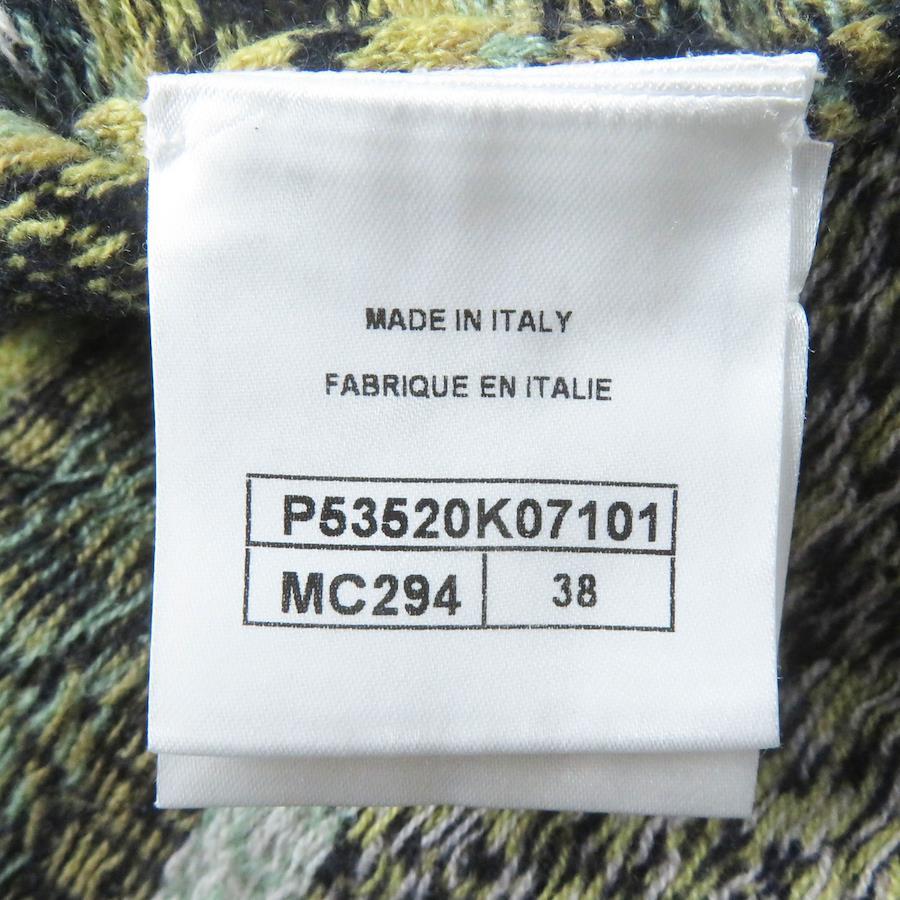 MADE IN ITALY
FABRIQUE EN ITALIE
P53520K07101
MC294 38